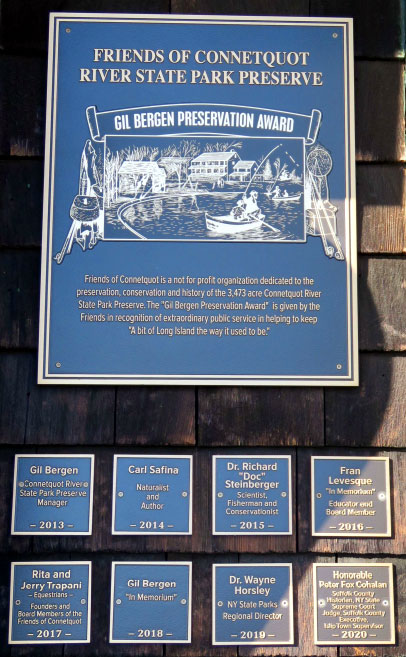 FRIENDS OF CONNETQUOT
RIVER STATE PARK PRESERVE
GIL BERGEN PRESERVATION AWARD
Friends of Connetquot is a not for profit organization dedicated to the
preservation, conservation and history of the 3,473 acre Connetquot River
State Park Preserve. The "Gil Bergen Preservation Award" is given by the
Friends in recognition of extraordinary public service in helping to keep
"A bit of Long Island the way it used to be."
Gil Bergen
Connetquot River
State Park Preserve
Manager
– 2013 –
Carl Safina
Naturalist
and
Author
– 2014 –
Dr. Richard
"Doc"
Steinberger
Scientist,
Fisherman and
Conservationist
– 2015 –
Fran
Levesque
"In Memorium"
Educator and
Board Member
– 2016 –
Rita and
Jerry Trapani
– Equestrians –
Founders and
Board Members of the
Friends of Connetquot
– 2017 –
Gil Bergen
"In Memorium"
– 2018 –
Dr. Wayne
Horsley
NY State Parks
Regional Director
– 2019 –
Honorable
Peter Fox Cohalan
Suffolk County
Historian, NY State
Supreme Court
Judge, Suffolk County
Executive,
Islip Town Supervisor
– 2020 –